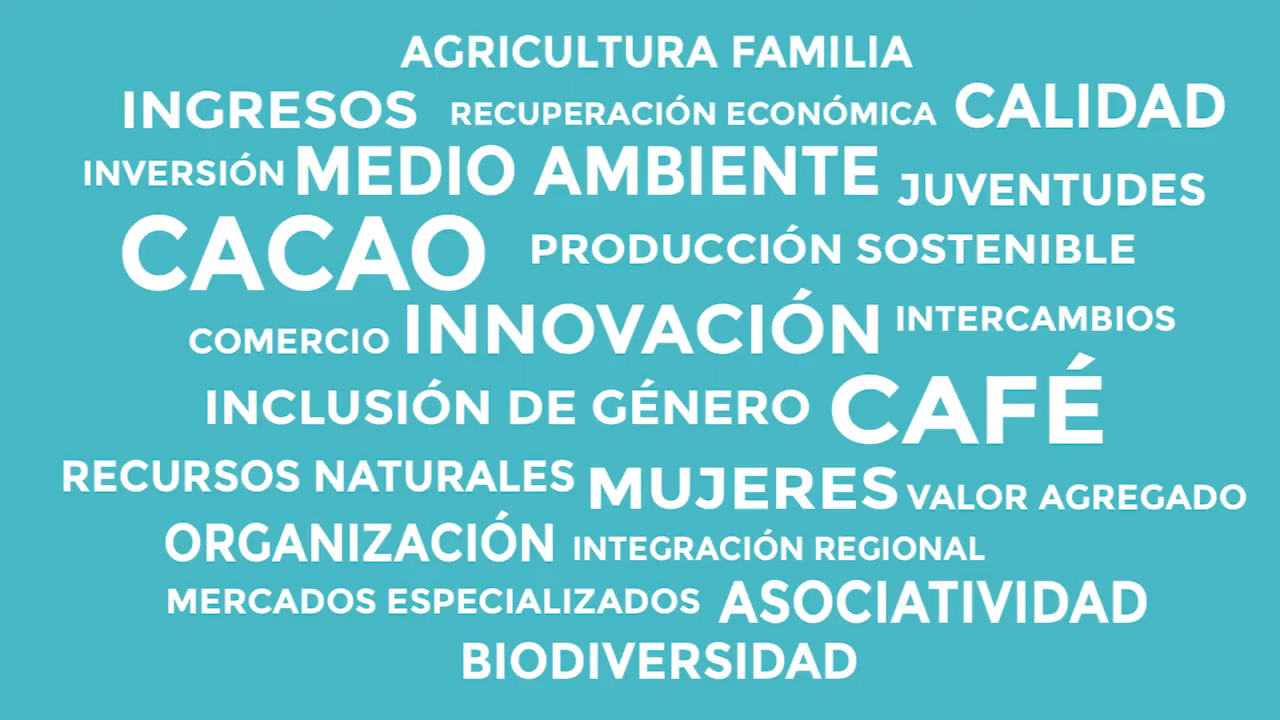 AGRICULTURA FAMILIA
INGRESOS RECUPERACIÓN ECONÓMICA CALIDAD
INVERSIÓN MEDIO AMBIENTE JUVENTUDES
CACAO PRODUCCIÓN SOSTENIBLE
COMERCIO INNOVACIÓN INTERCAMBIOS
INCLUSIÓN DE GÉNERO CAFÉ
RECURSOS NATURALES MUJERES VALOR AGREGADO
ORGANIZACIÓN INTEGRACIÓN REGIONAL
MERCADOS ESPECIALIZADOS ASOCIATIVIDAD
BIODIVERSIDAD